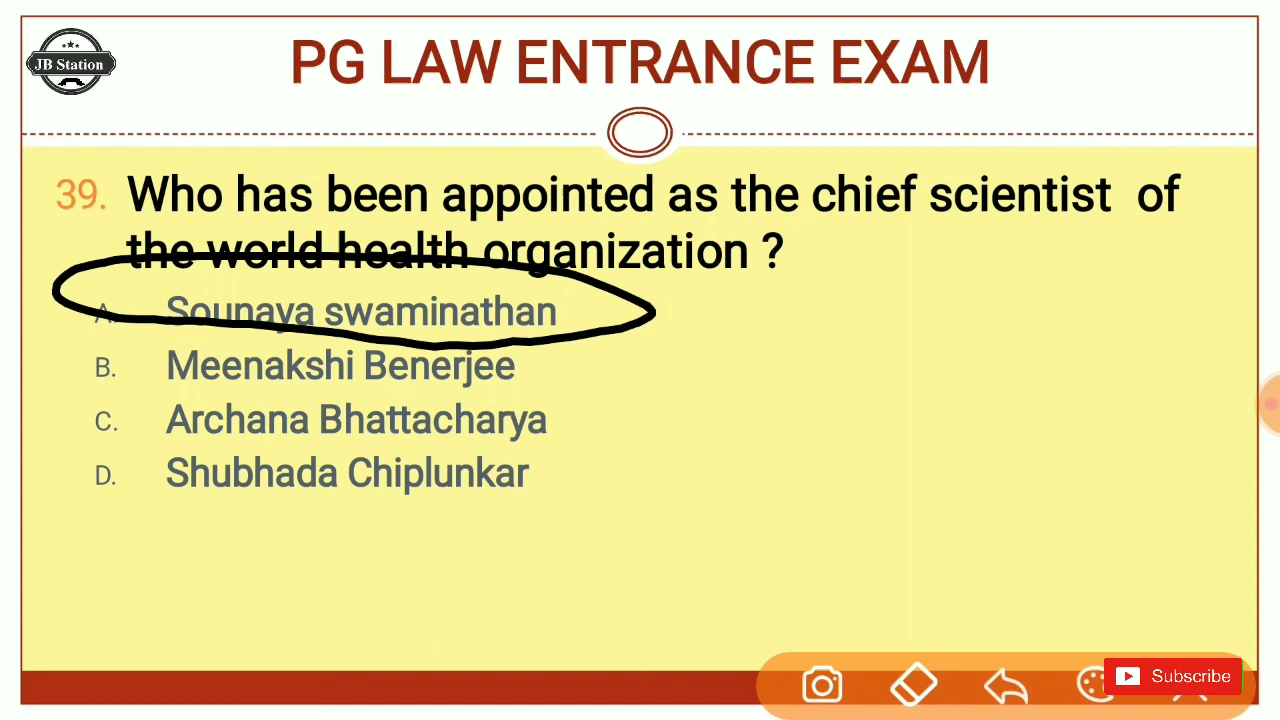 JB Station
PG LAW ENTRANCE EXAM
39. Who has been appointed as the chief scientist of
the world health organization ?
A. Sounaya swaminathan
B. Meenakshi Benerjee
C. Archana Bhattacharya
D. Shubhada Chiplunkar
Subscribe